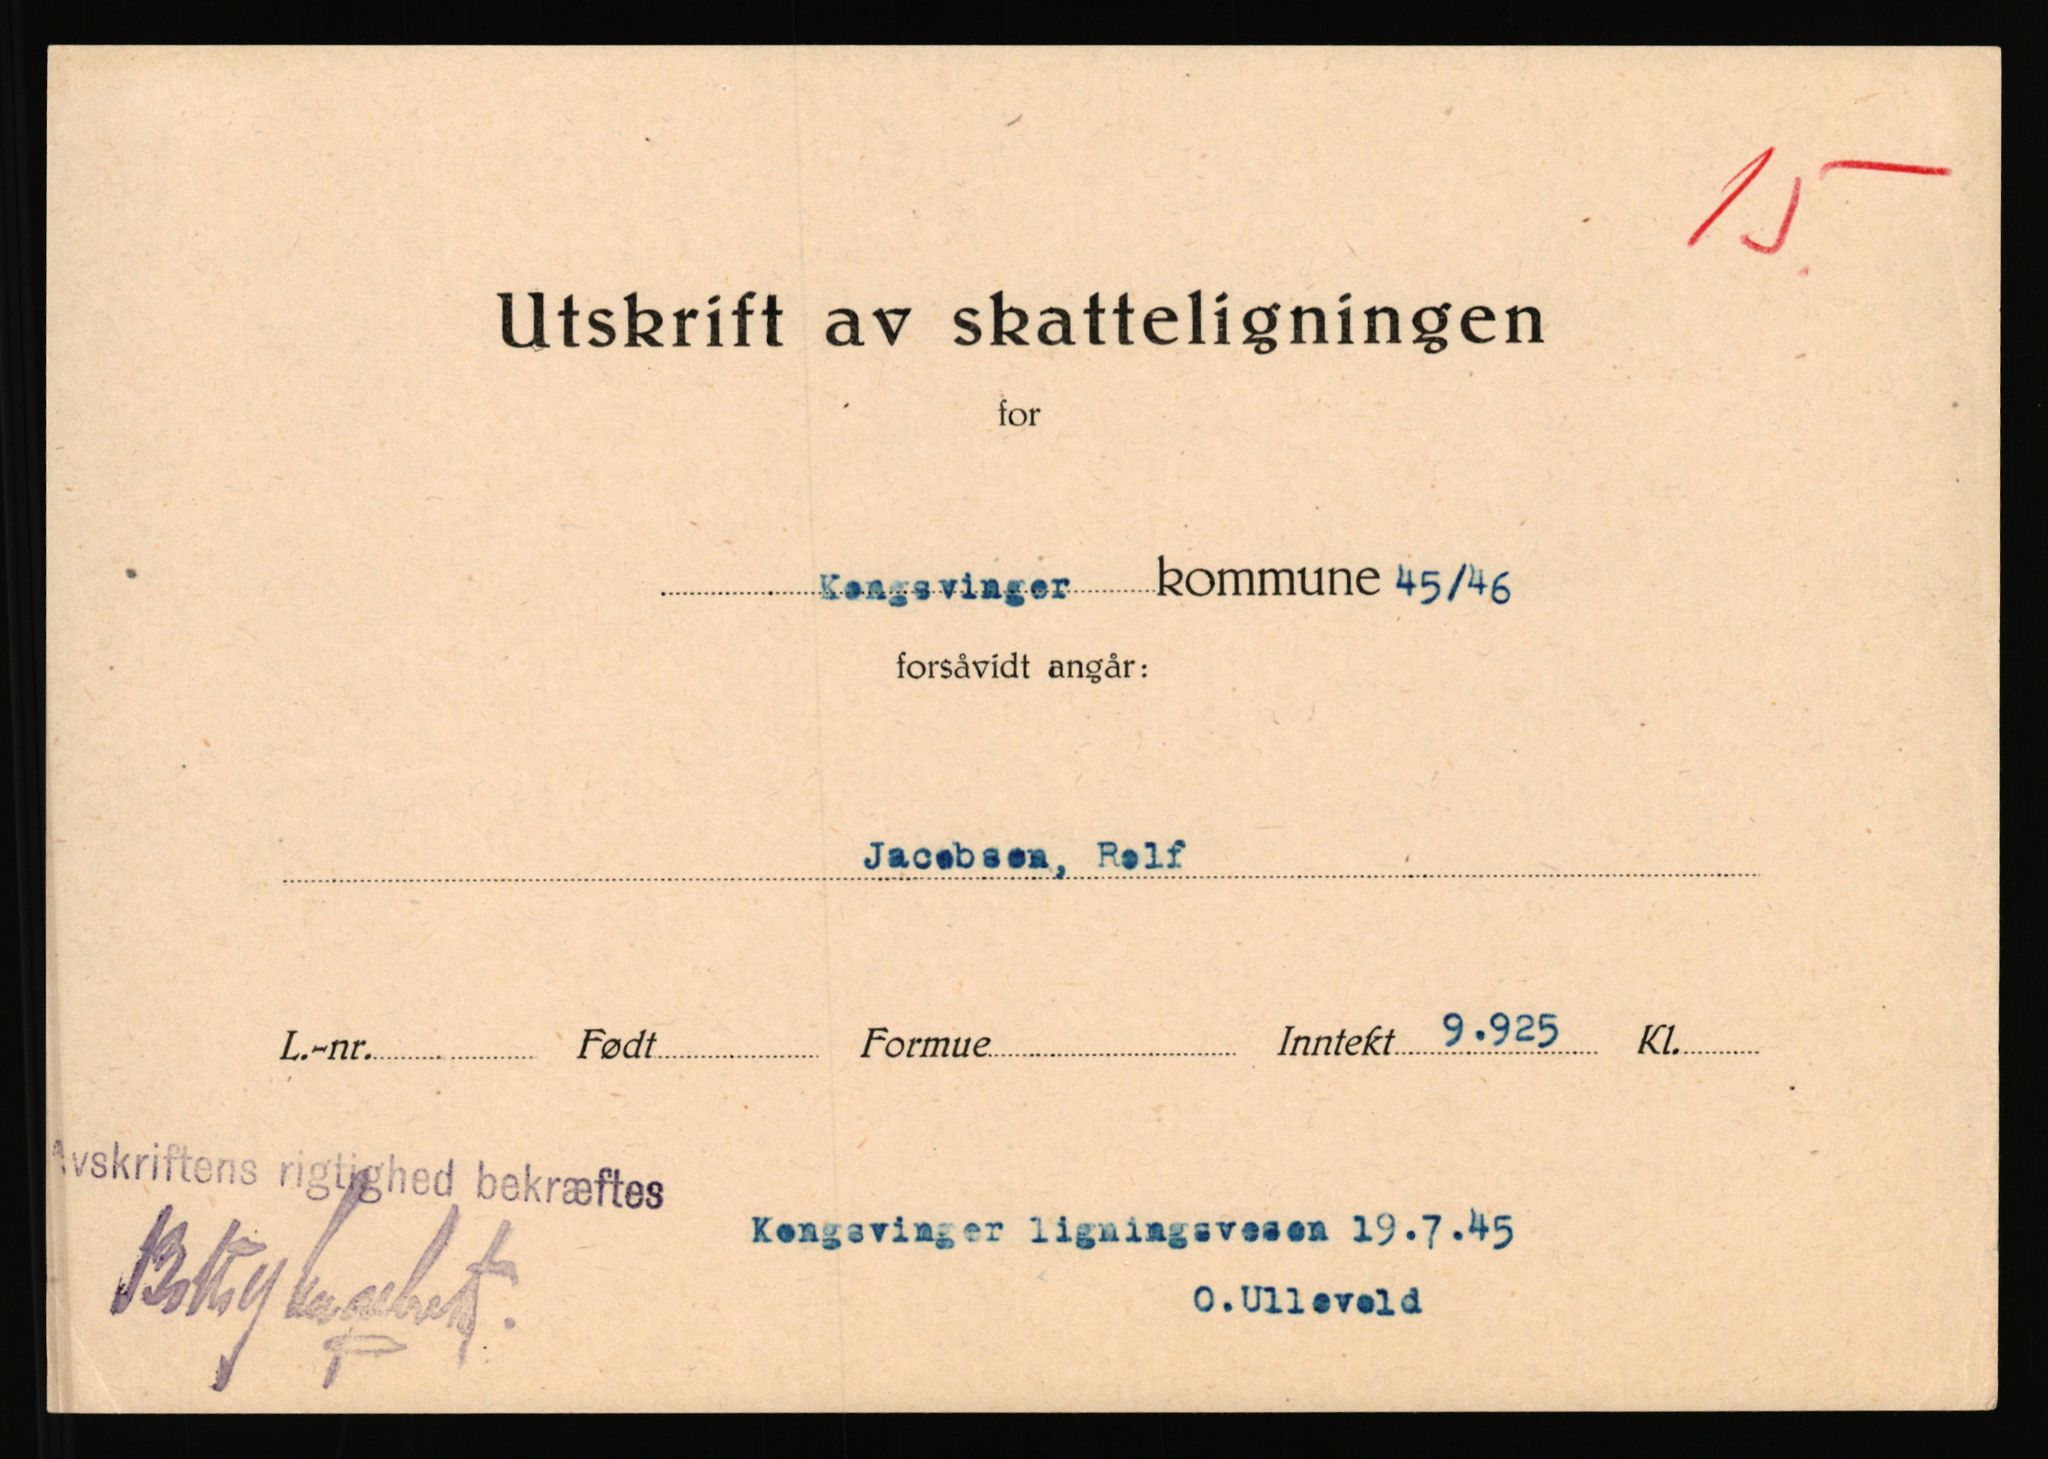 15.
Utskrift av skatteligningen
for
Kongsvinger kommune 45/46
forsåvidt angår:
Jacobsen, Rolf
L.-nr. Født Formue Inntekt 9.925 Kl.
Avskriftens rigtighed bekræftes
Kongsvinger ligningsvesen 19.7.45
O.Ullevold